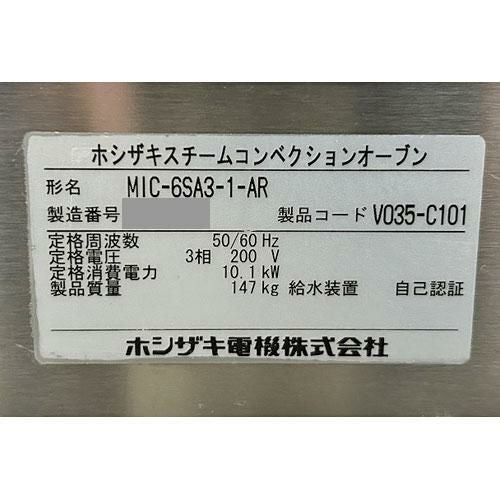 ホシザキスチームコンベクションオーブン
形名 MIC-6SA3-1-AR
製造番号 製品コード V035-C101
定格周波数 50/60 Hz
定格電圧 3相 200 V
定格消費電力 10.1 kW
製品質量 147 kg 給水装置 自己認証
ホシザキ電機株式会社